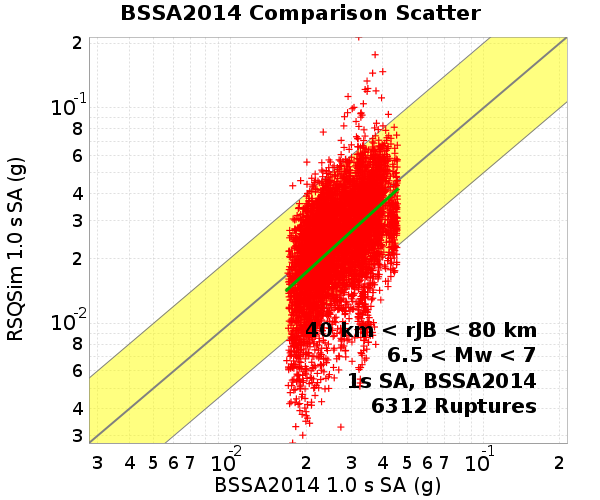 BSSA2014 Comparison Scatter
RSQSim 1.0 s SA (g)
2
10-1
8
6
4
3
2
10-2
8
6
4
3
40 km < rJB < 80 km
6.5 < Mw < 7
1s SA, BSSA2014
6312 Ruptures
3 4 5 6 7 10-2 2 3 4 5 6 7 10-1 2
BSSA2014 1.0 s SA (g)